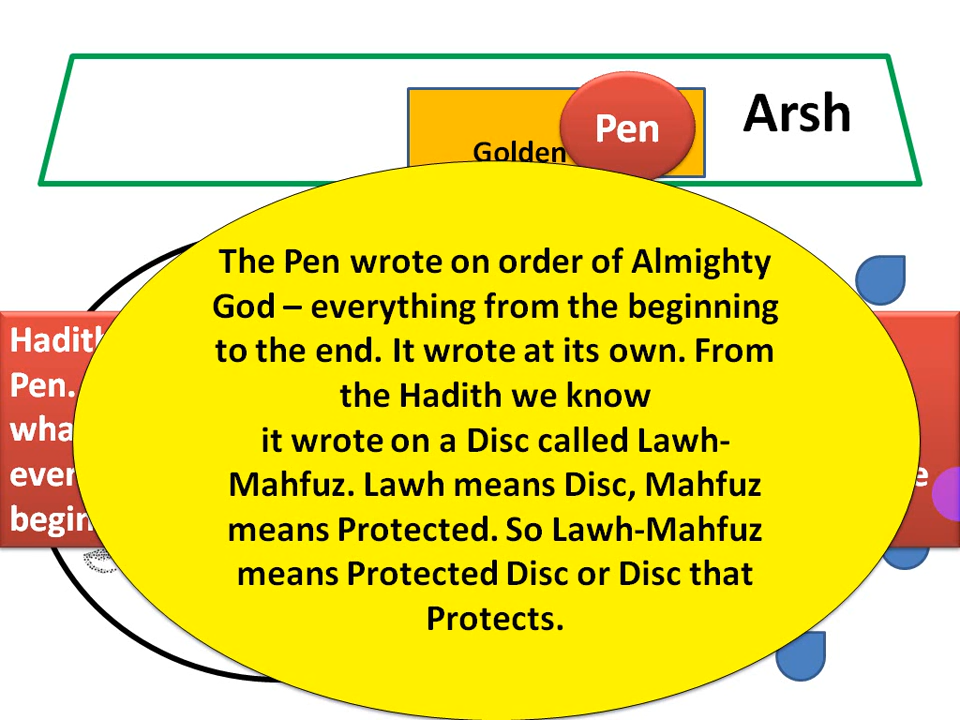 Arsh
Pen
Golden
The Pen wrote on order of Almighty
God – everything from the beginning
to the end. It wrote at its own. From
the Hadith we know
it wrote on a Disc called Lawh-
Mahfuz. Lawh means Disc, Mahfuz
means Protected. So Lawh-Mahfuz
means Protected Disc or Disc that
Protects.
Pen.